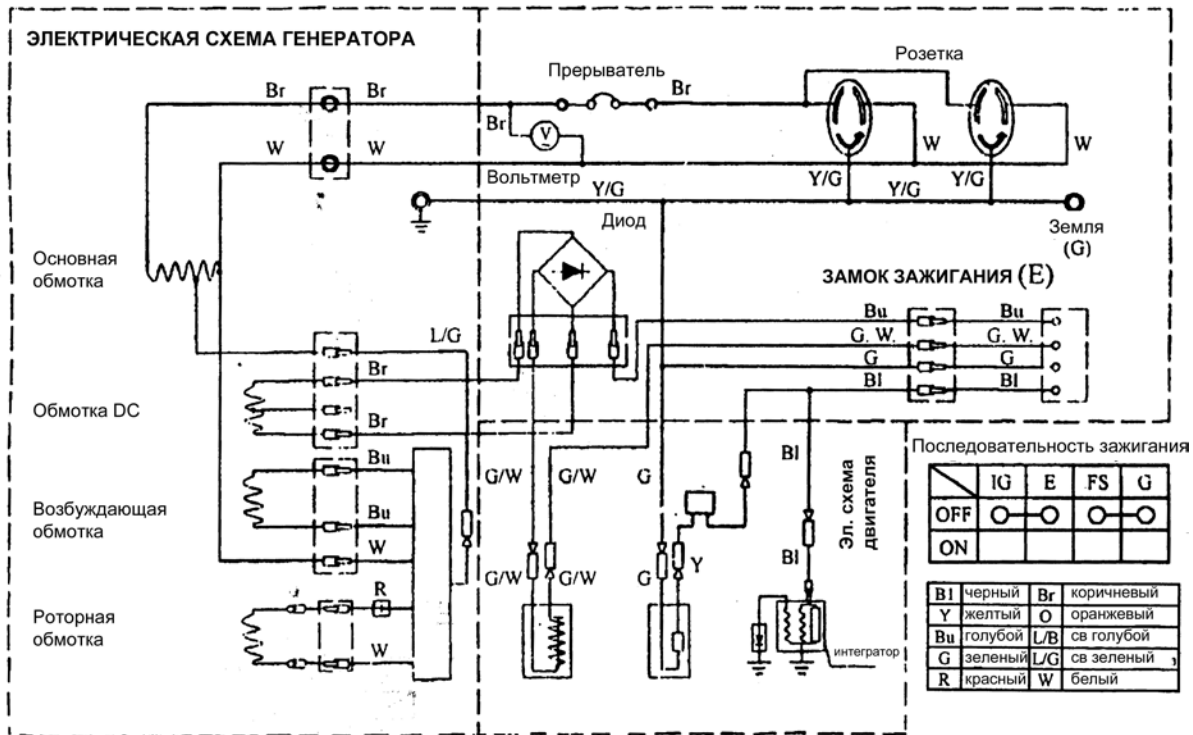 ЭЛЕКТРИЧЕСКАЯ СХЕМА ГЕНЕРАТОРА
Розетка
Прерыватель
Br
Br
Br
Br
V
W
W
W
W
Вольтметр
Y/G
Y/G
Y/G
Y/G
Диод
Земля
(G)
Основная
обмотка
ЗАМОК ЗАЖИГАНИЯ (E)
L/G
Bu
Bu
G. W.
G. W.
G
G
Bl
Bl
Br
Обмотка DC
Br
Bu
Возбуждающая
обмотка
Bu
W
G/W
G/W
G
Bl
Эл. схема
двигателя
G/W
G/W
G
Y
Bl
R
Роторная
обмотка
W
интегратор
Последовательность зажигания
IG E FS G
OFF
ON
Bl черный Br коричневый
Y желтый O оранжевый
Bu голубой L/B св голубой
G зеленый L/G св зеленый
R красный W белый